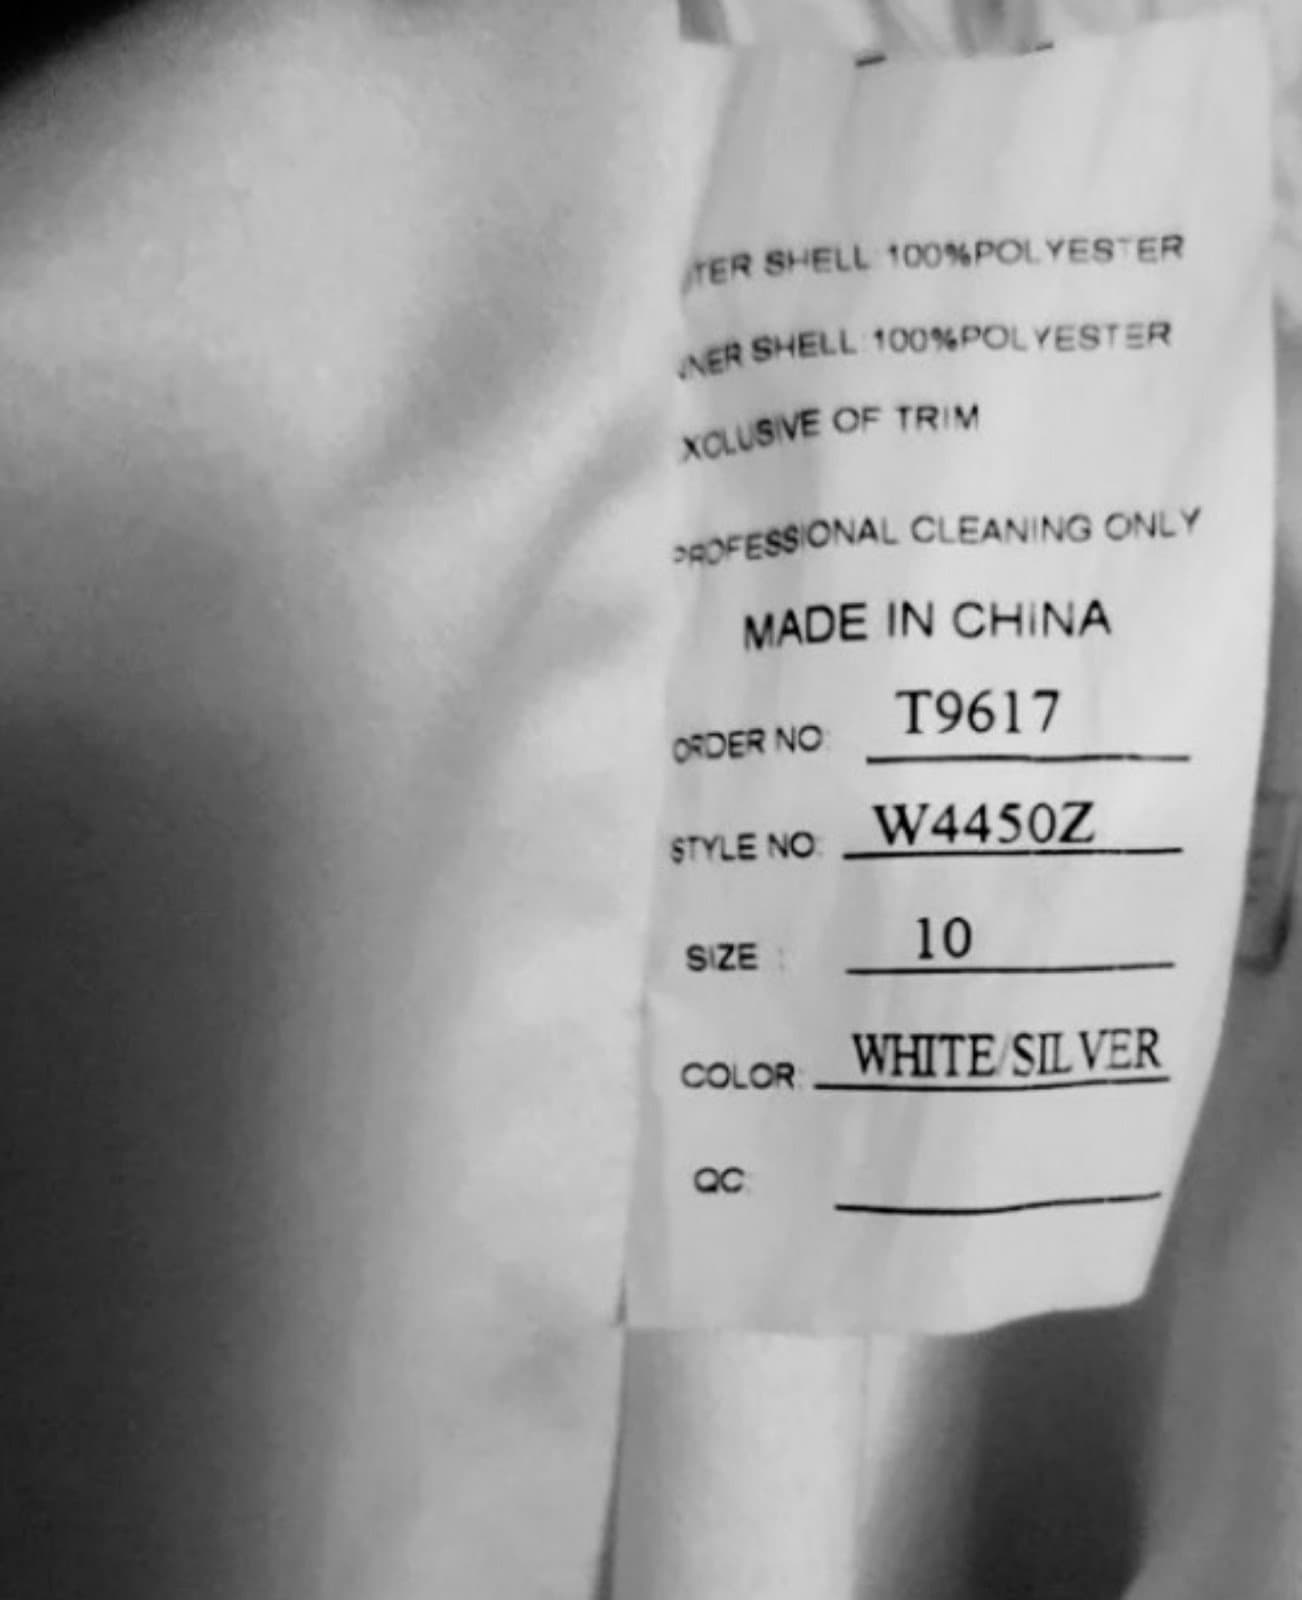 TER SHELL 100%POLYESTER
NER SHELL 100%POLYESTER
XCLUSIVE OF TRIM
PROFESSIONAL CLEANING ONLY
MADE IN CHINA
ORDER NO: T9617
STYLE NO: W4450Z
SIZE : 10
COLOR: WHITE/SILVER
QC: